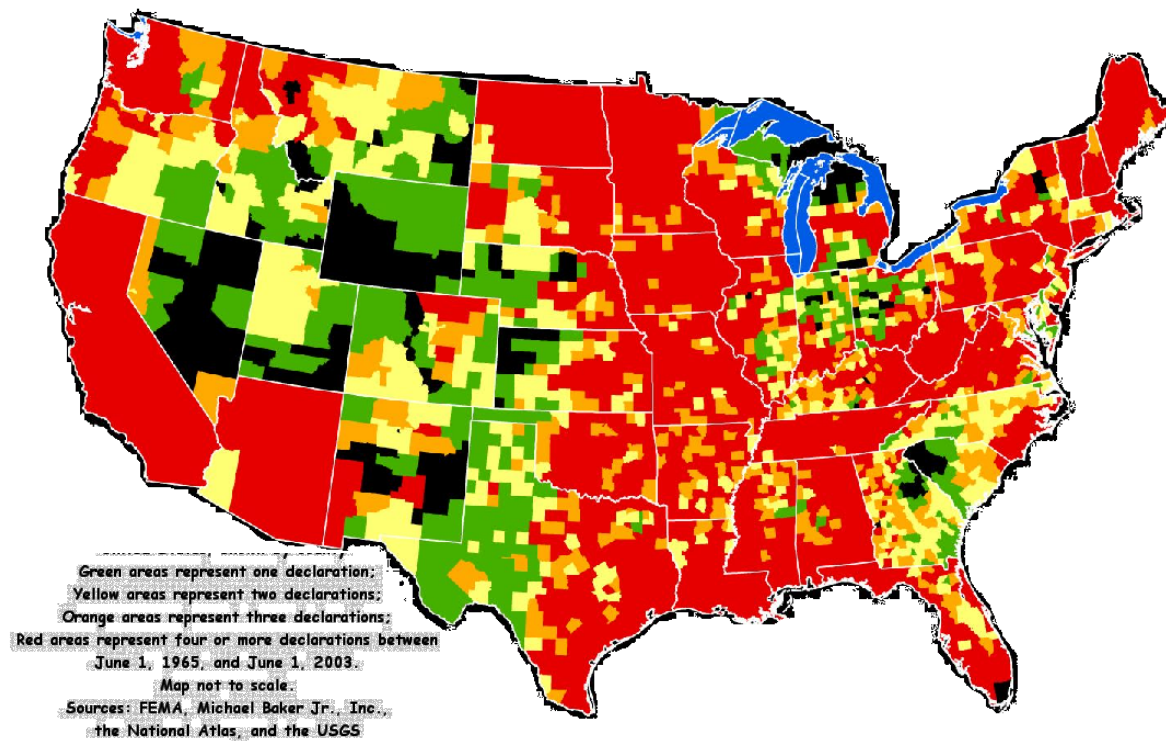 Green areas represent one declaration;
Yellow areas represent two declarations;
Orange areas represent three declarations;
Red areas represent four or more declarations between
June 1, 1965, and June 1, 2003.
Map not to scale.
Sources: FEMA, Michael Baker Jr., Inc.,
the National Atlas, and the USGS